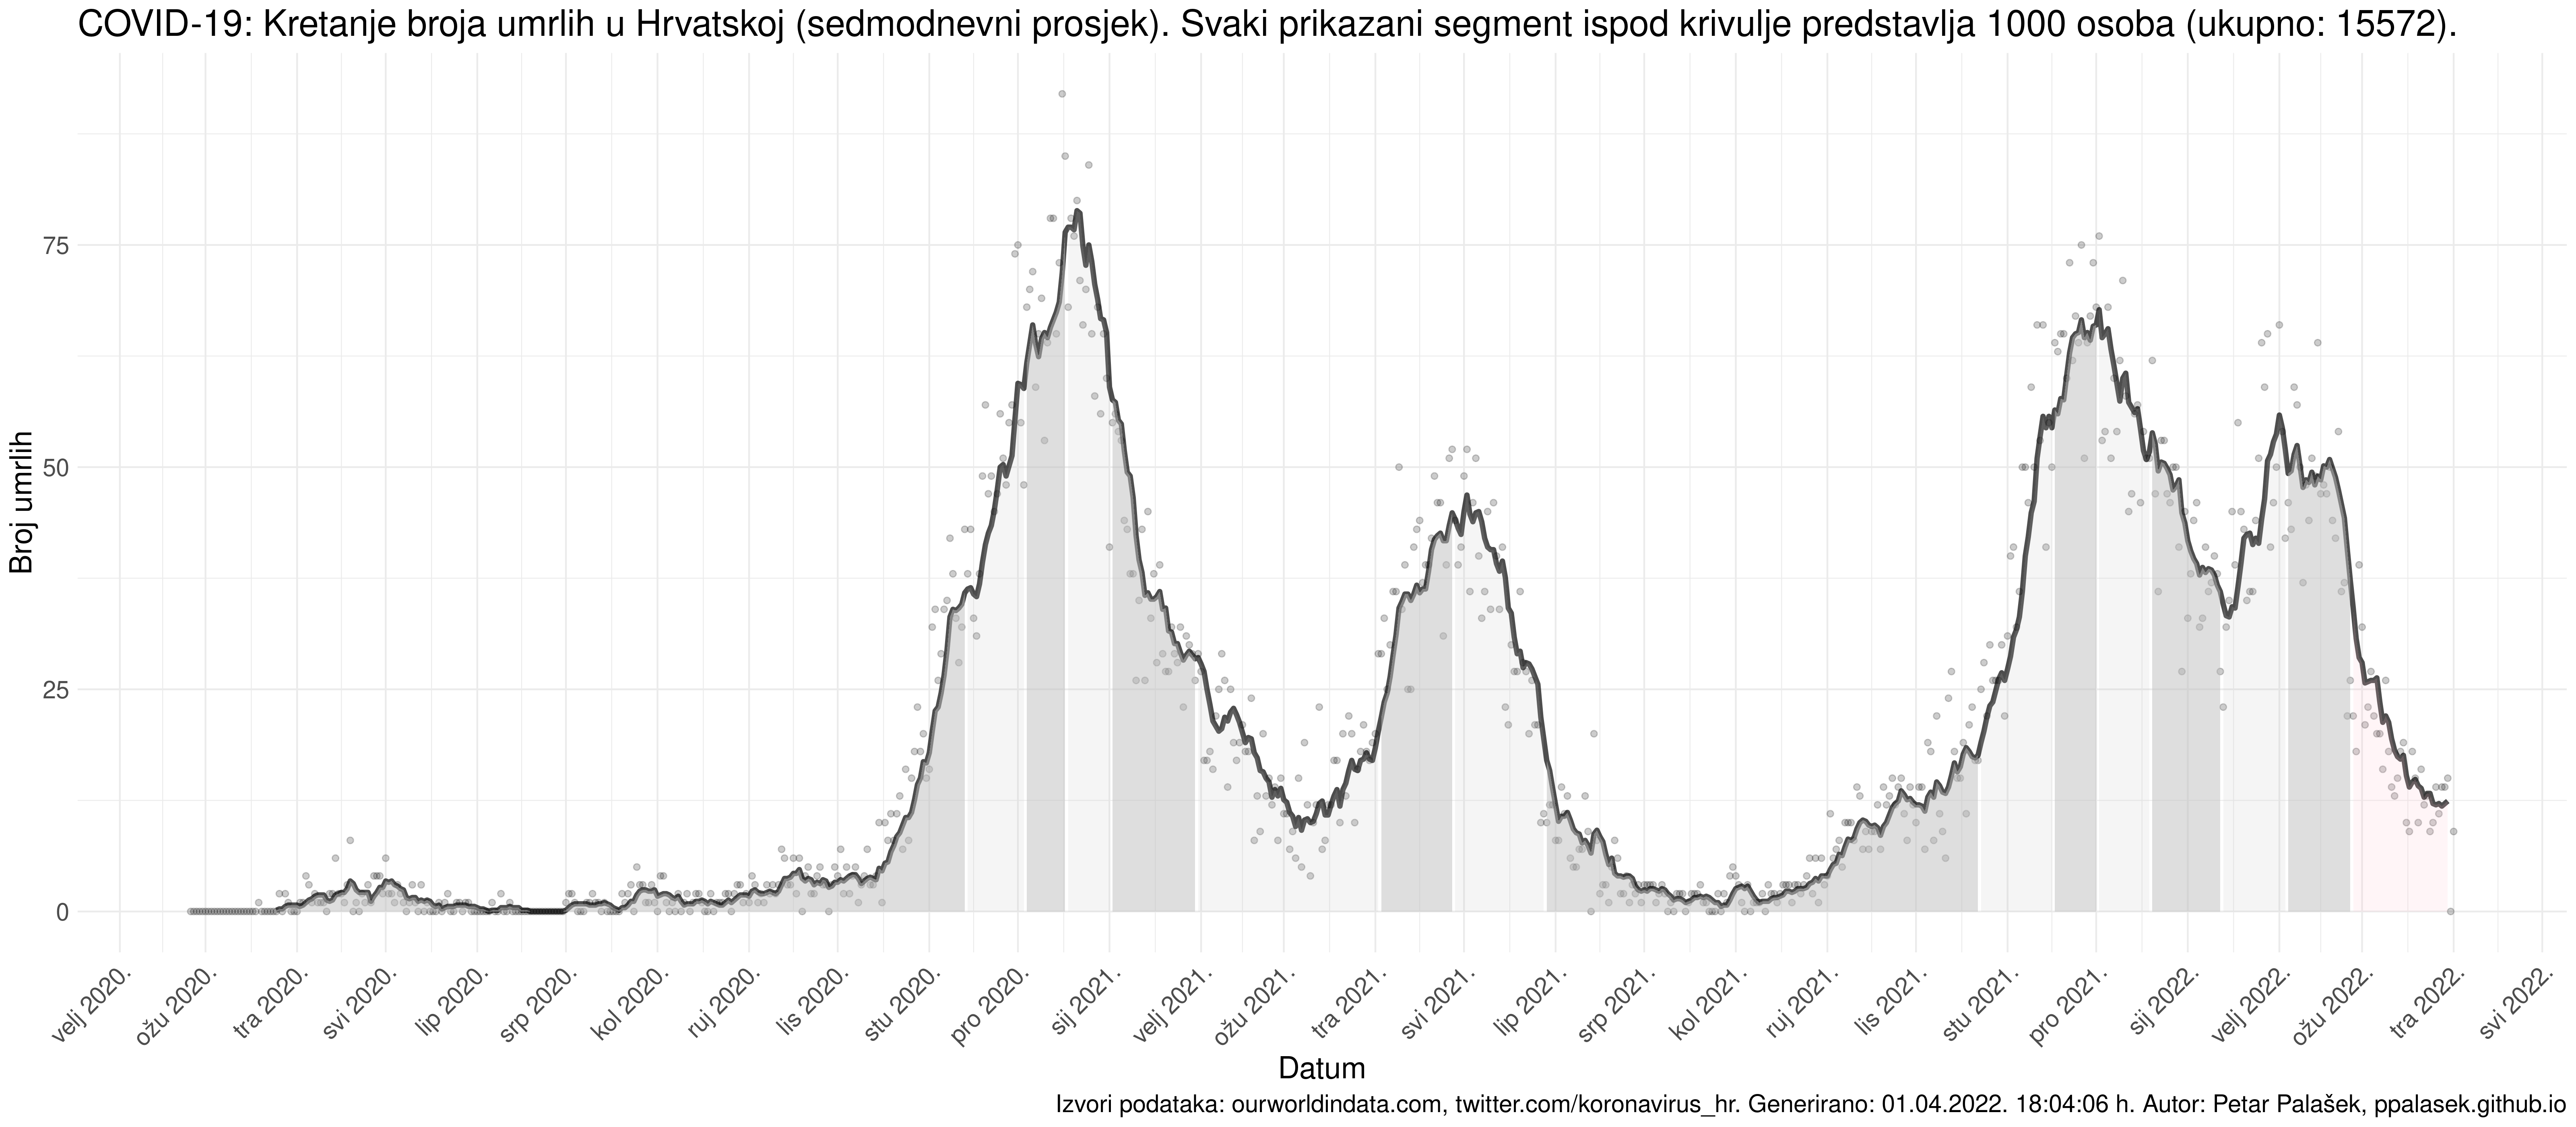 COVID-19: Kretanje broja umrlih u Hrvatskoj (sedmodnevni prosjek). Svaki prikazani segment ispod krivulje predstavlja 1000 osoba (ukupno: 15572).
Broj umrlih
75
50
25
0
velj 2020.
ožu 2020.
tra 2020.
svi 2020.
lip 2020.
srp 2020.
kol 2020.
ruj 2020.
lis 2020.
stu 2020.
pro 2020.
sij 2021.
velj 2021.
ožu 2021.
tra 2021.
svi 2021.
lip 2021.
srp 2021.
kol 2021.
ruj 2021.
lis 2021.
stu 2021.
pro 2021.
sij 2022.
velj 2022.
ožu 2022.
tra 2022.
svi 2022.
Datum
Izvori podataka: ourworldindata.com, twitter.com/koronavirus_hr. Generirano: 01.04.2022. 18:04:06 h. Autor: Petar Palašek, ppalasek.github.io